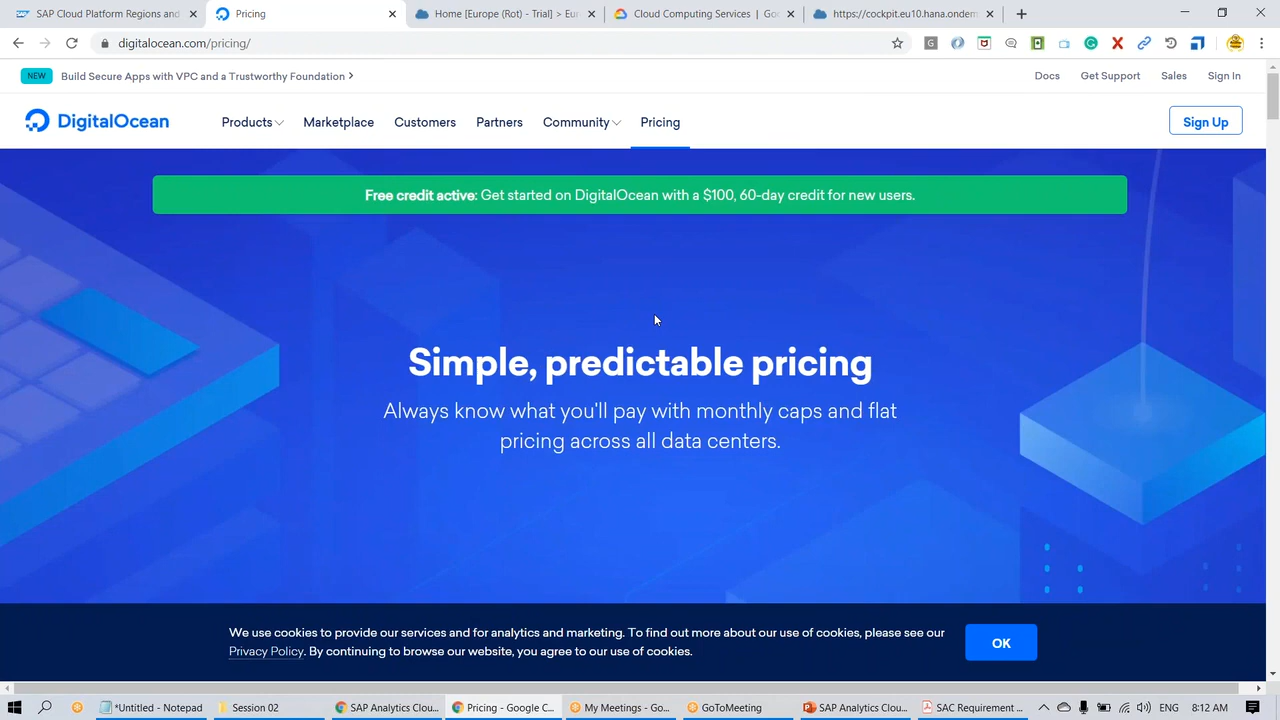 SAP Cloud Platform Regions and
Pricing
Home [Europe (Rot) - Trial] > Eur
Cloud Computing Services | Goo
https://cockpit.eu10.hana.ondem
digitalocean.com/pricing/
NEW
Build Secure Apps with VPC and a Trustworthy Foundation
Docs
Get Support
Sales
Sign In
DigitalOcean
Products
Marketplace
Customers
Partners
Community
Pricing
Sign Up
Free credit active: Get started on DigitalOcean with a $100, 60-day credit for new users.
Simple, predictable pricing
Always know what you'll pay with monthly caps and flat
pricing across all data centers.
We use cookies to provide our services and for analytics and marketing. To find out more about our use of cookies, please see our
Privacy Policy. By continuing to browse our website, you agree to our use of cookies.
OK
*Untitled - Notepad
Session 02
SAP Analytics Clou...
Pricing - Google C...
My Meetings - Go...
GoToMeeting
SAP Analytics Clou...
SAC Requirement ...
ENG
8:12 AM